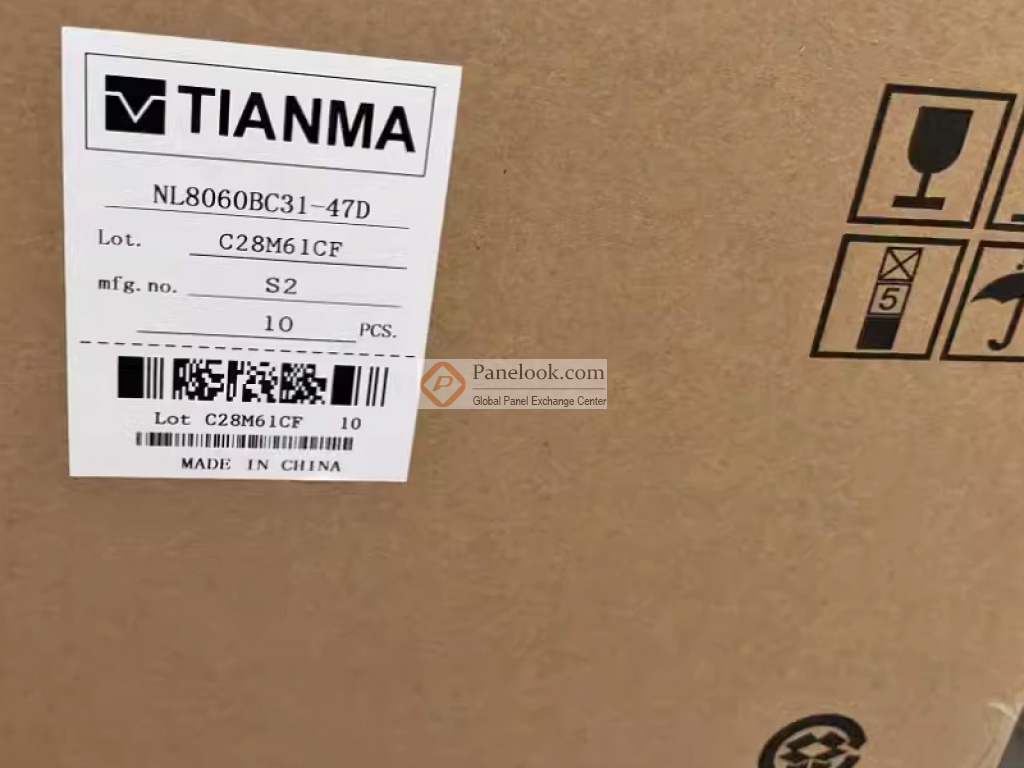 TIANMA
NL8060BC31-47D
Lot. C28M61CF
mfg.no. S2
10 PCS.
Lot C28M61CF 10
MADE IN CHINA
5
Panelook.com
Global Panel Exchange Center